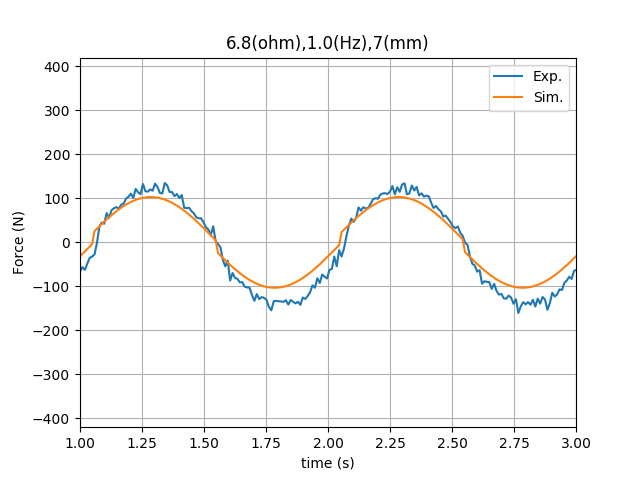 6.8(ohm),1.0(Hz),7(mm)
Exp.
Sim.
Force (N)
400
300
200
100
0
−100
−200
−300
−400
1.00 1.25 1.50 1.75 2.00 2.25 2.50 2.75 3.00
time (s)